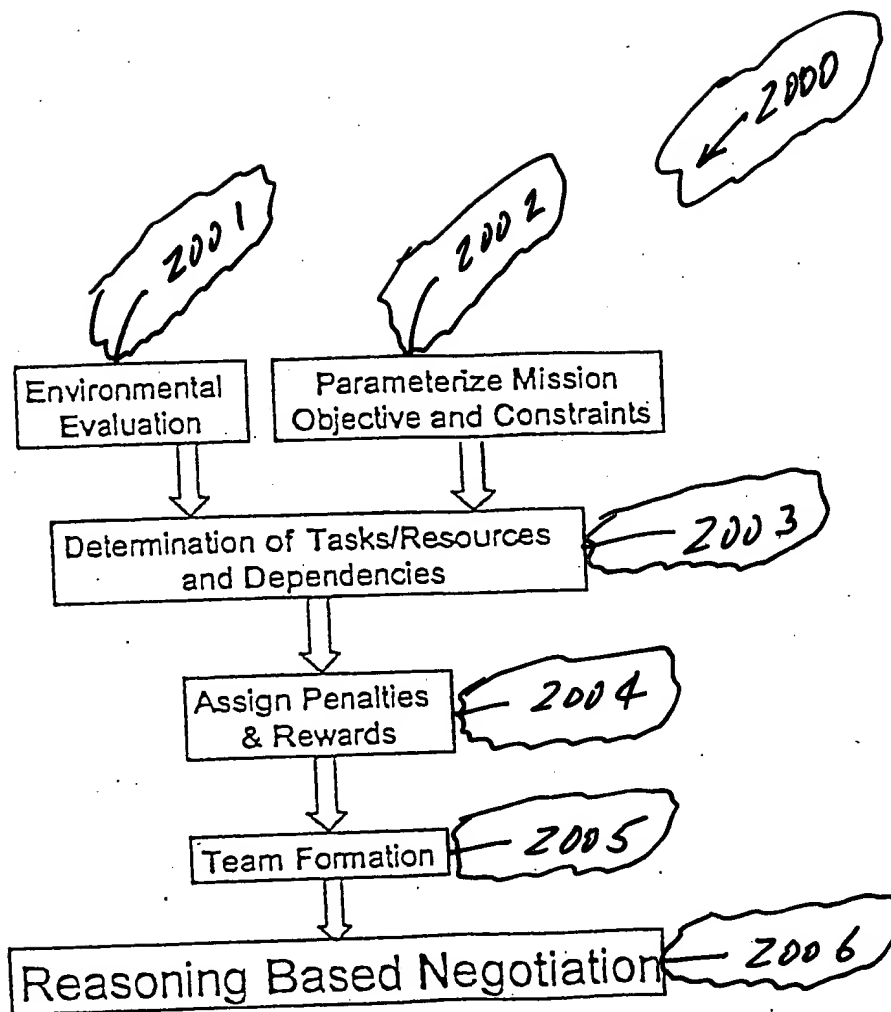 2000
2001
2002
Environmental
Evaluation
Parameterize Mission
Objective and Constraints
Determination of Tasks/Resources
and Dependencies
2003
Assign Penalties
& Rewards
2004
Team Formation
2005
Reasoning Based Negotiation
2006